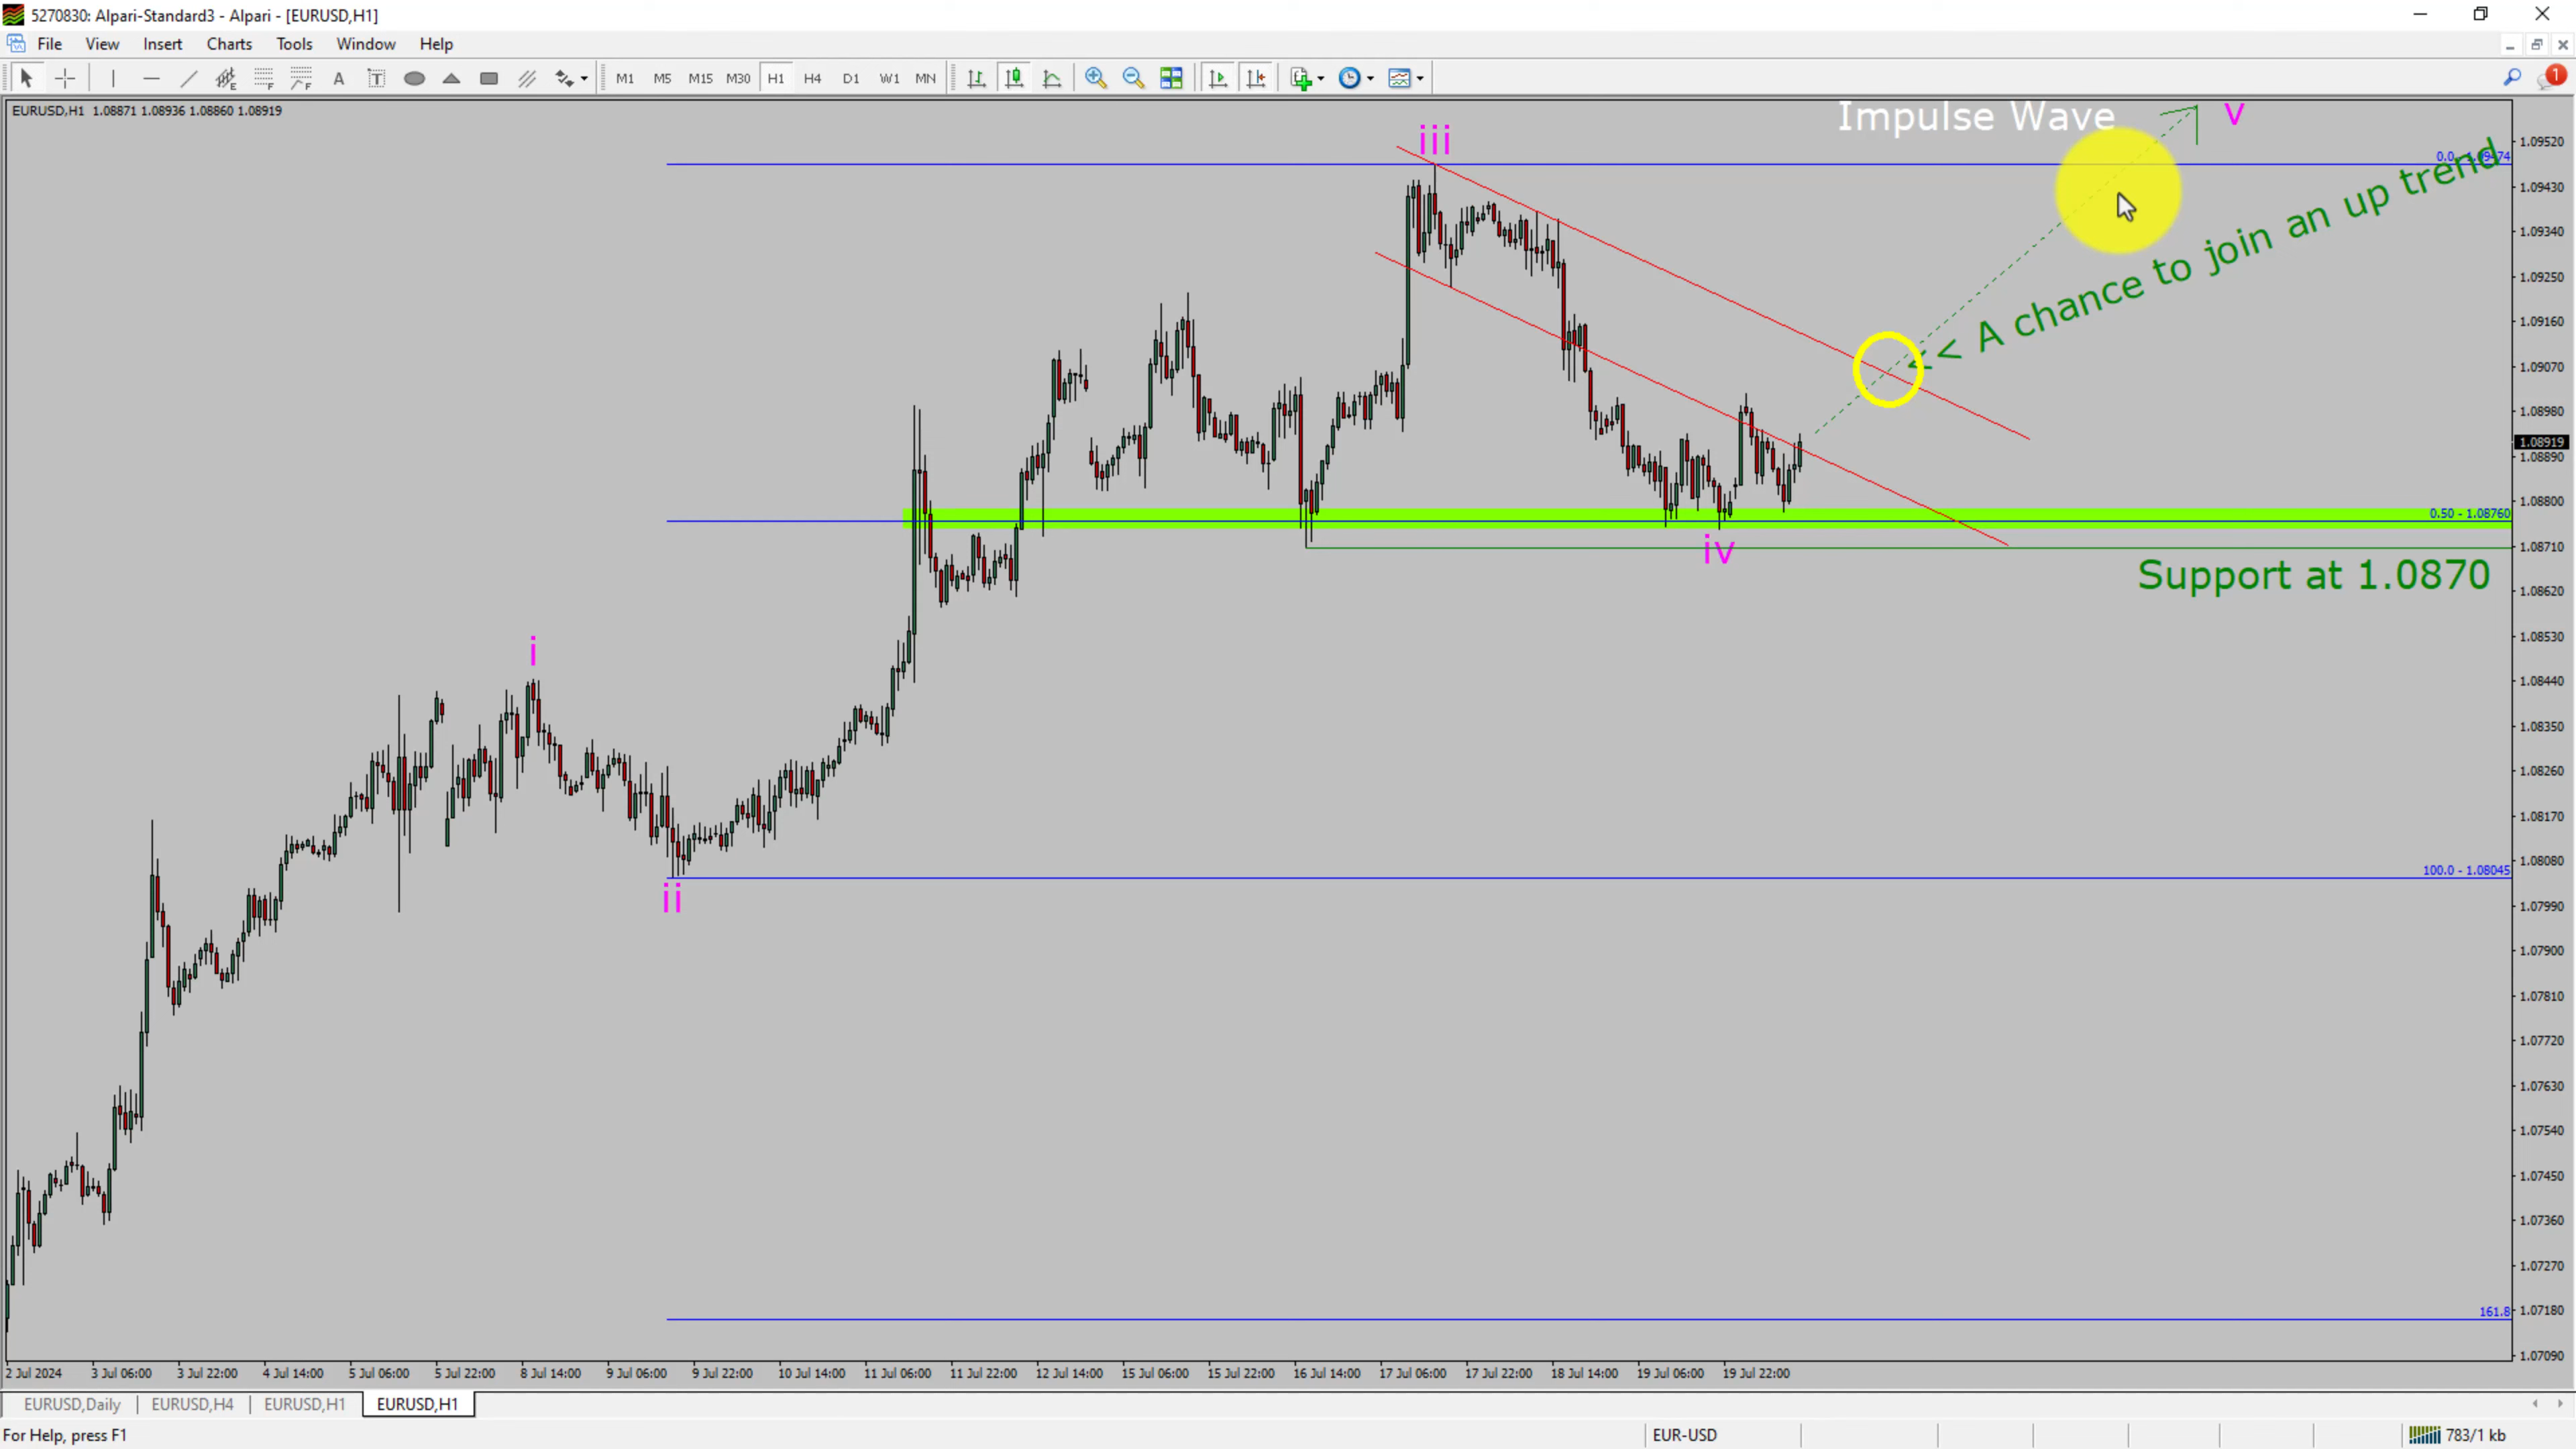 5270830: Alpari-Standard3 - Alpari - [EURUSD,H1]
File View Insert Charts Tools Window Help
A T M1 M5 M15 M30 H1 H4 D1 W1 MN 1
EURUSD,H1 1.08871 1.08936 1.08860 1.08919
Impulse Wave
v
iii
A chance to join an up trend
<<
0.50 - 1.08760
iv
Support at 1.0870
i
100.0 - 1.08045
ii
161.8
1.09520
1.09430
1.09340
1.09250
1.09160
1.09070
1.08980
1.08919
1.08890
1.08800
1.08710
1.08620
1.08530
1.08440
1.08350
1.08260
1.08170
1.08080
1.07990
1.07900
1.07810
1.07720
1.07630
1.07540
1.07450
1.07360
1.07270
1.07180
1.07090
2 Jul 2024 3 Jul 06:00 3 Jul 22:00 4 Jul 14:00 5 Jul 06:00 5 Jul 22:00 8 Jul 14:00 9 Jul 06:00 9 Jul 22:00 10 Jul 14:00 11 Jul 06:00 11 Jul 22:00 12 Jul 14:00 15 Jul 06:00 15 Jul 22:00 16 Jul 14:00 17 Jul 06:00 17 Jul 22:00 18 Jul 14:00 19 Jul 06:00 19 Jul 22:00
EURUSD,Daily EURUSD,H4 EURUSD,H1 EURUSD,H1
For Help, press F1 EUR-USD 783/1 kb